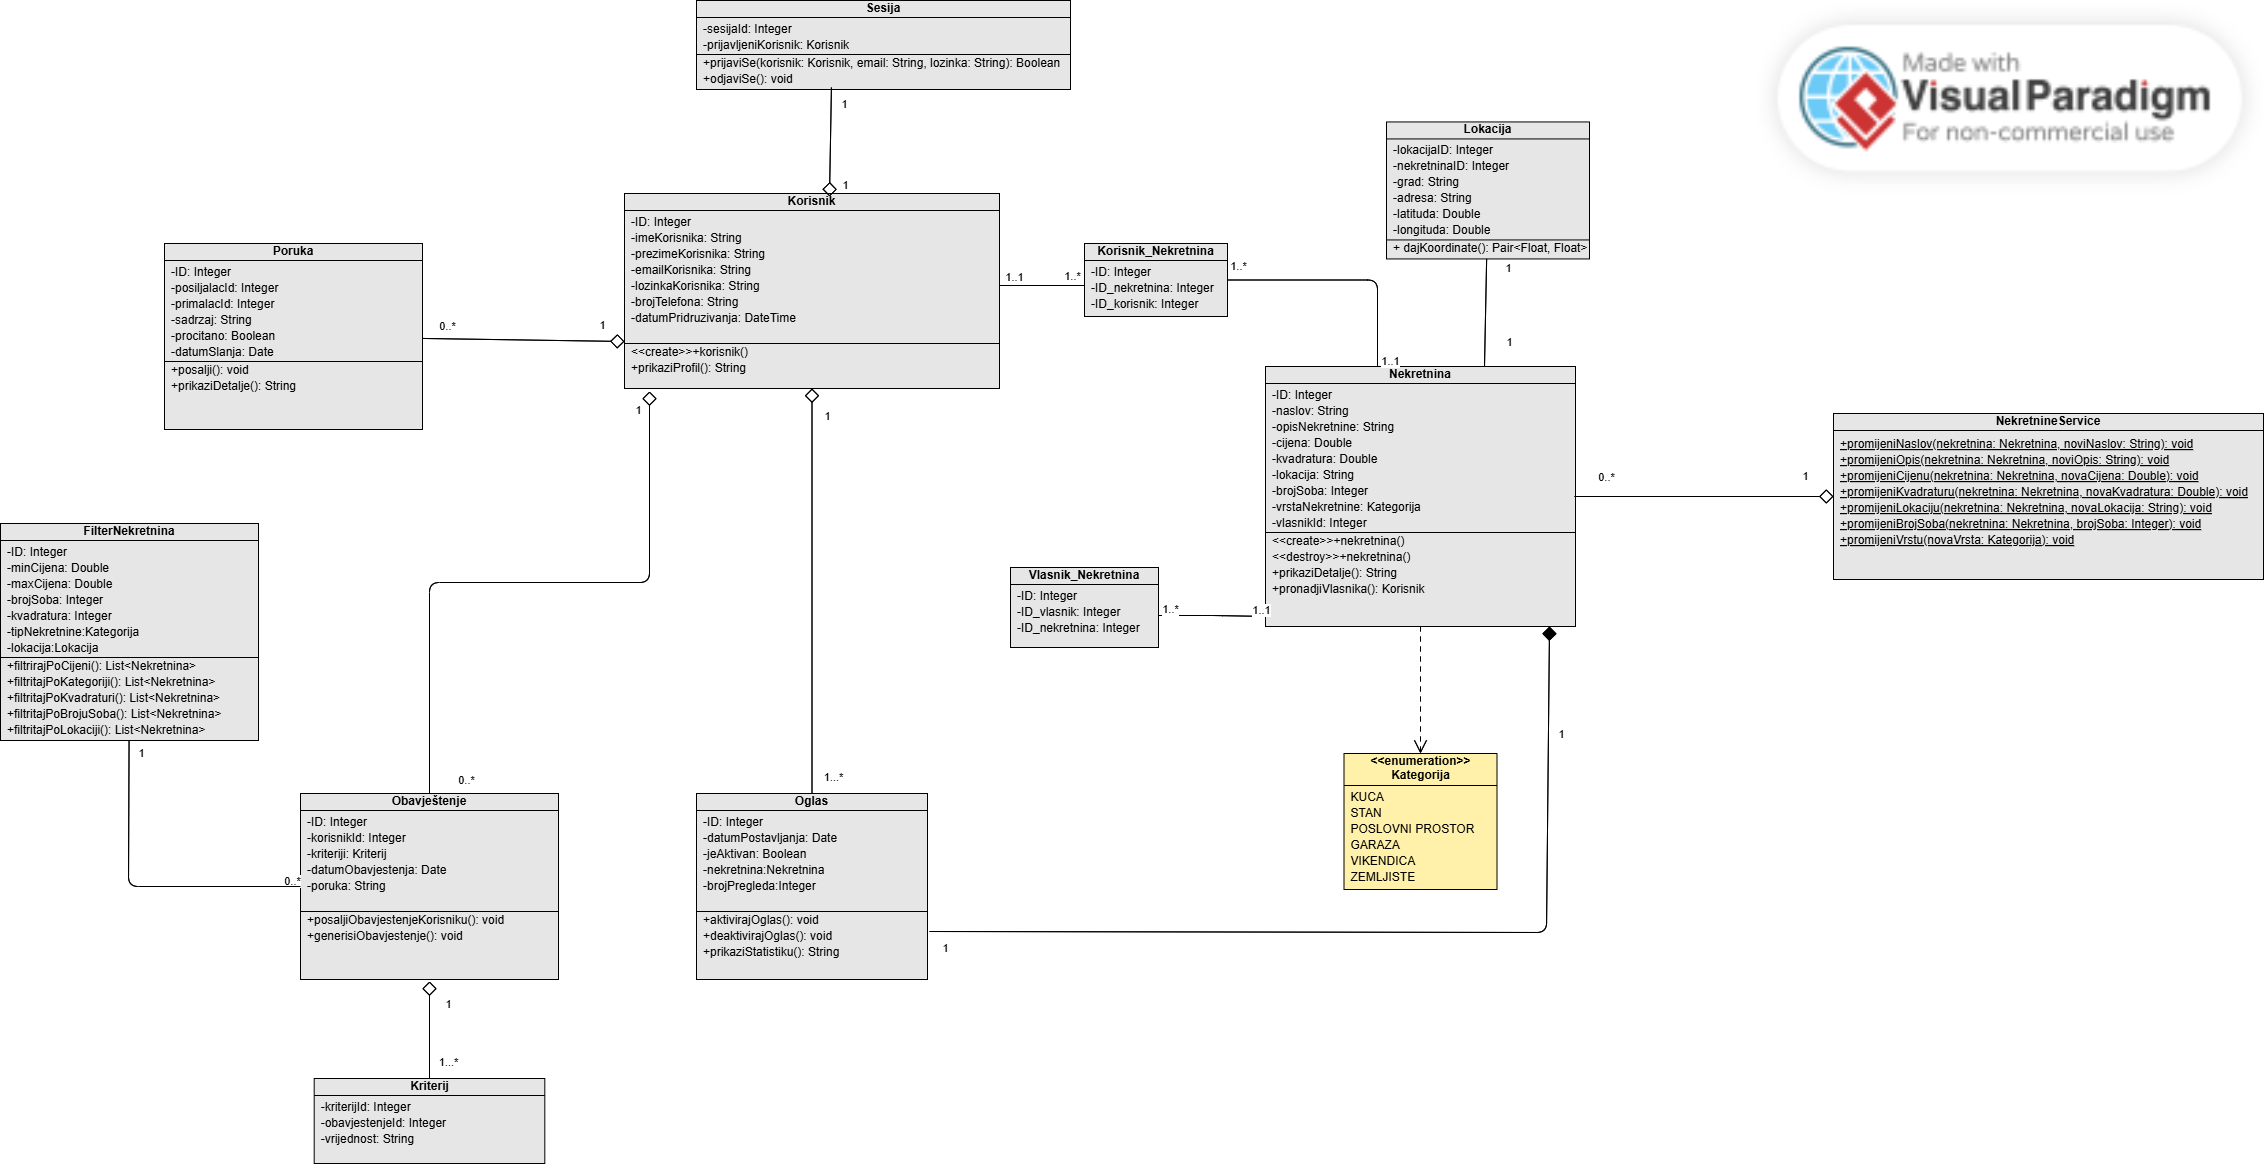 Sesija
-sesijaId: Integer
-prijavljeniKorisnik: Korisnik
+prijaviSe(korisnik: Korisnik, email: String, lozinka: String): Boolean
+odjaviSe(): void
1
1
Made with
Visual Paradigm
For non-commercial use
Lokacija
-lokacijaID: Integer
-nekretninaID: Integer
-grad: String
-adresa: String
-latituda: Double
-longituda: Double
+ dajKoordinate(): Pair<Float, Float>
1
1
Korisnik
-ID: Integer
-imeKorisnika: String
-prezimeKorisnika: String
-emailKorisnika: String
-lozinkaKorisnika: String
-brojTelefona: String
-datumPridruzivanja: DateTime
<<create>>+korisnik()
+prikaziProfil(): String
1..1
1..*
Korisnik_Nekretnina
-ID: Integer
-ID_nekretnina: Integer
-ID_korisnik: Integer
1..*
1..1
Poruka
-ID: Integer
-posiljalacId: Integer
-primalacId: Integer
-sadrzaj: String
-procitano: Boolean
-datumSlanja: Date
+posalji(): void
+prikaziDetalje(): String
0..*
1
1
1
Nekretnina
-ID: Integer
-naslov: String
-opisNekretnine: String
-cijena: Double
-kvadratura: Double
-lokacija: String
-brojSoba: Integer
-vrstaNekretnine: Kategorija
-vlasnikId: Integer
<<create>>+nekretnina()
<<destroy>>+nekretnina()
+prikaziDetalje(): String
+pronadjiVlasnika(): Korisnik
0..*
1
NekretnineService
+promijeniNaslov(nekretnina: Nekretnina, noviNaslov: String): void
+promijeniOpis(nekretnina: Nekretnina, noviOpis: String): void
+promijeniCijenu(nekretnina: Nekretnina, novaCijena: Double): void
+promijeniKvadraturu(nekretnina: Nekretnina, novaKvadratura: Double): void
+promijeniLokaciju(nekretnina: Nekretnina, novaLokacija: String): void
+promijeniBrojSoba(nekretnina: Nekretnina, brojSoba: Integer): void
+promijeniVrstu(novaVrsta: Kategorija): void
FilterNekretnina
-ID: Integer
-minCijena: Double
-maxCijena: Double
-brojSoba: Integer
-kvadratura: Integer
-tipNekretnine:Kategorija
-lokacija:Lokacija
+filtrirajPoCijeni(): List<Nekretnina>
+filtritajPoKategoriji(): List<Nekretnina>
+filtritajPoKvadraturi(): List<Nekretnina>
+filtritajPoBrojuSoba(): List<Nekretnina>
+filtritajPoLokaciji(): List<Nekretnina>
1
0..*
Vlasnik_Nekretnina
-ID: Integer
-ID_vlasnik: Integer
-ID_nekretnina: Integer
1..*
1..1
1
<<enumeration>>
Kategorija
KUCA
STAN
POSLOVNI PROSTOR
GARAZA
VIKENDICA
ZEMLJISTE
0..*
Obavještenje
-ID: Integer
-korisnikId: Integer
-kriteriji: Kriterij
-datumObavjestenja: Date
-poruka: String
+posaljiObavjestenjeKorisniku(): void
+generisiObavjestenje(): void
1...*
Oglas
-ID: Integer
-datumPostavljanja: Date
-jeAktivan: Boolean
-nekretnina:Nekretnina
-brojPregleda:Integer
+aktivirajOglas(): void
+deaktivirajOglas(): void
+prikaziStatistiku(): String
1
1
1...*
Kriterij
-kriterijId: Integer
-obavjestenjeId: Integer
-vrijednost: String